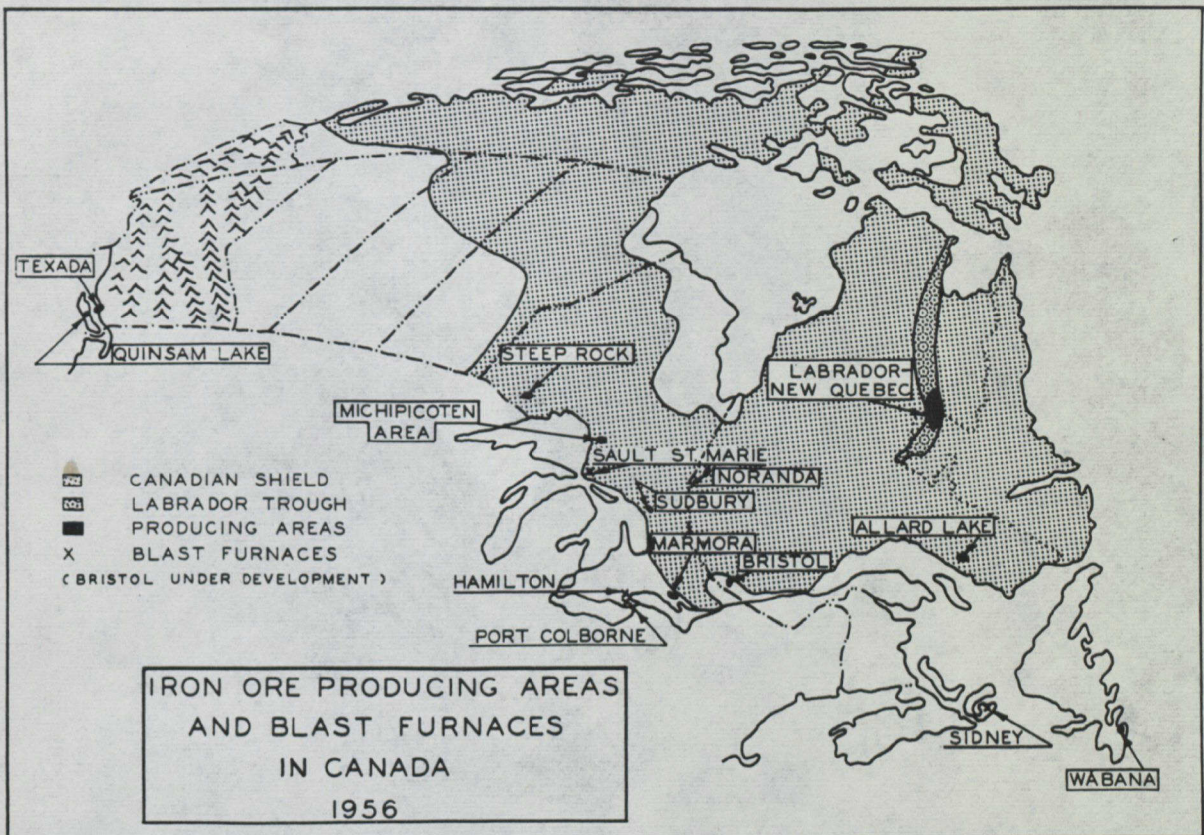 TEXADA
QUINSAM LAKE
STEEP ROCK
LABRADOR-
NEW QUEBEC
MICHIPICOTEN
AREA
SAULT ST. MARIE
NORANDA
SUDBURY
CANADIAN SHIELD
LABRADOR TROUGH
PRODUCING AREAS
X BLAST FURNACES
(BRISTOL UNDER DEVELOPMENT)
ALLARD LAKE
MARMORA
BRISTOL
HAMILTON
PORT COLBORNE
IRON ORE PRODUCING AREAS
AND BLAST FURNACES
IN CANADA
1956
SIDNEY
WABANA